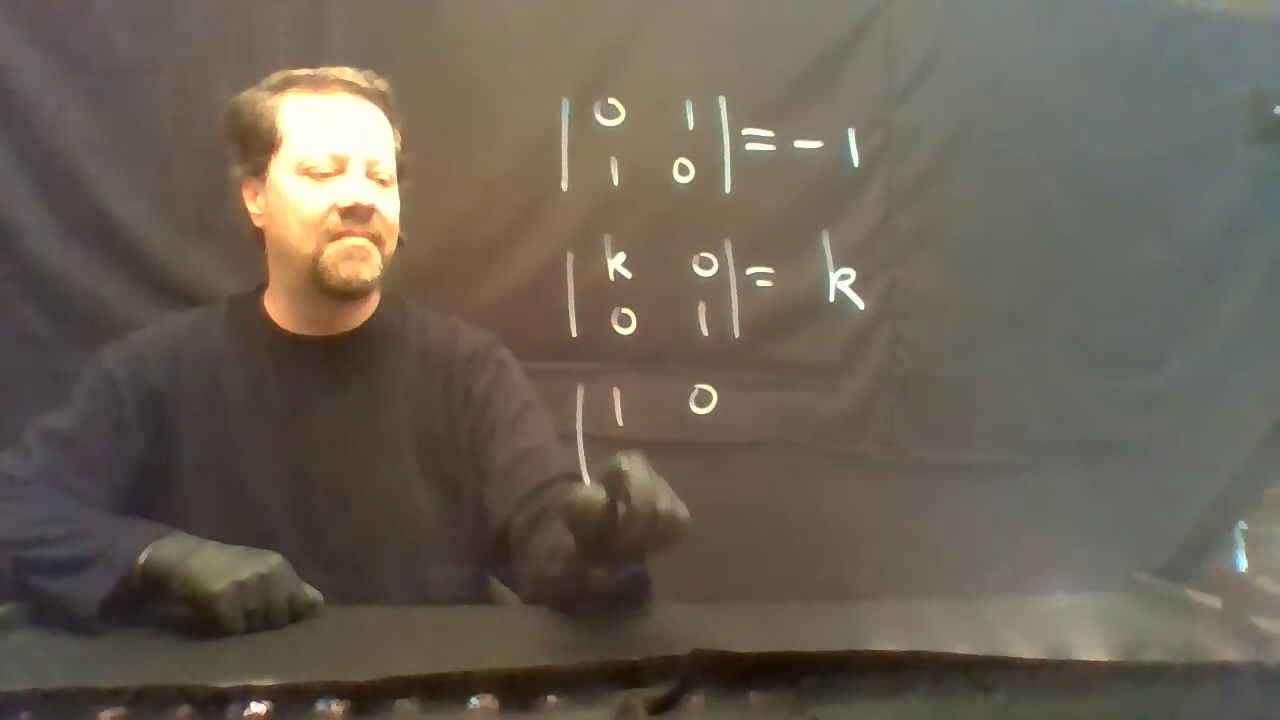 | 0 1 | = - 1
| 1 0 |
| k 0 | = k
| 0 1 |
| 1 0